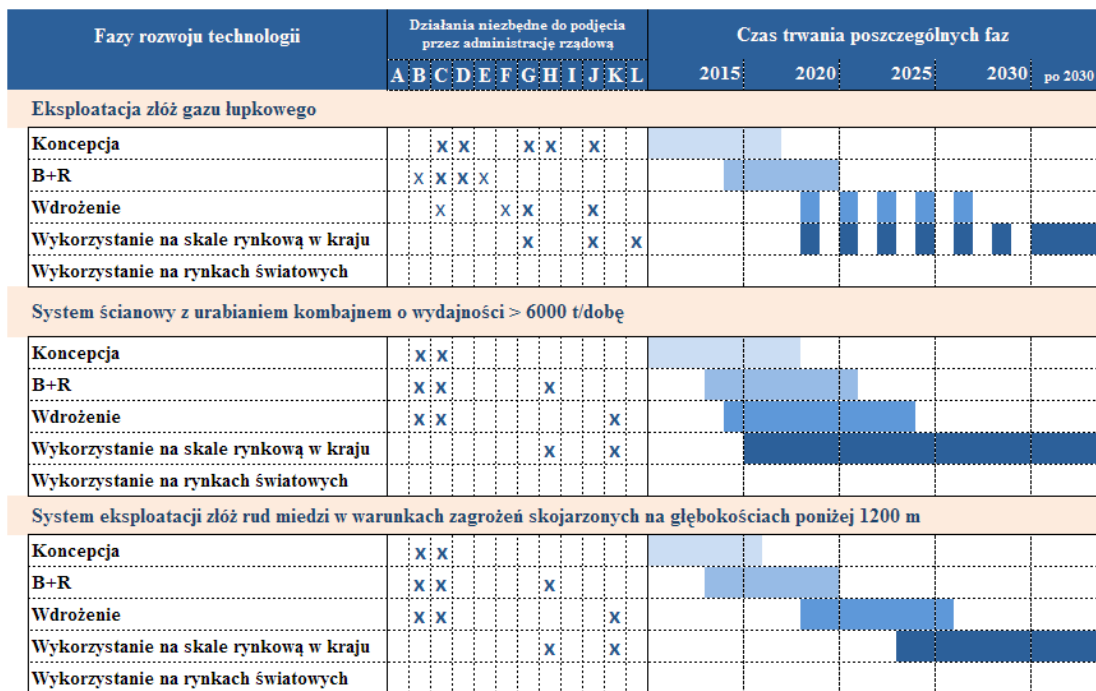 Fazy rozwoju technologii
Działania niezbędne do podjęcia
przez administrację rządową
Czas trwania poszczególnych faz
A B C D E F G H I J K L
2015 2020 2025 2030 po 2030
Eksploatacja złóż gazu łupkowego
Koncepcja x x x x x
B+R x x x x
Wdrożenie x x x x
Wykorzystanie na skale rynkową w kraju x x x
Wykorzystanie na rynkach światowych
System ścianowy z urabianiem kombajnem o wydajności > 6000 t/dobę
Koncepcja x x
B+R x x x
Wdrożenie x x x
Wykorzystanie na skale rynkową w kraju x x
Wykorzystanie na rynkach światowych
System eksploatacji złóż rud miedzi w warunkach zagrożeń skojarzonych na głębokościach poniżej 1200 m
Koncepcja x x
B+R x x x
Wdrożenie x x x
Wykorzystanie na skale rynkową w kraju x x
Wykorzystanie na rynkach światowych